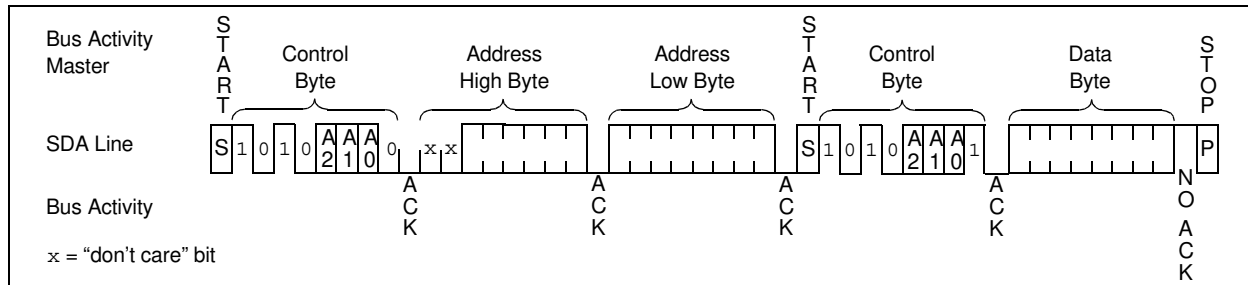 Bus Activity
Master
START
Control
Byte
Address
High Byte
Address
Low Byte
START
Control
Byte
Data
Byte
STOP
SDA Line
S 1 0 1 0 A2 A1 A0 0 x x S 1 0 1 0 A2 A1 A0 1 P
Bus Activity
ACK
ACK
ACK
ACK
NO ACK
x = “don’t care” bit